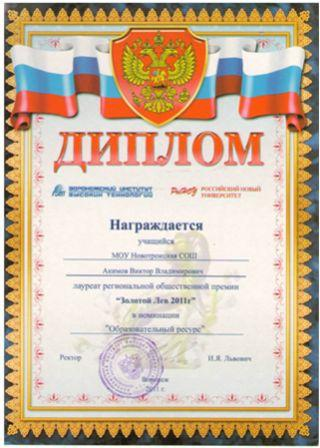 ДИПЛОМ
ВОРОНЕЖСКИЙ ИНСТИТУТ
ВЫСОКИХ ТЕХНОЛОГИЙ
РосНОУ РОССИЙСКИЙ НОВЫЙ
УНИВЕРСИТЕТ
Награждается
учащийся
МОУ Новотроицкая СОШ
Акимов Виктор Владимирович
лауреат региональной общественной премии
"Золотой Лев 2011г"
в номинации
"Образовательный ресурс"
Ректор И.Я. Львович
Воронеж
2011 г.